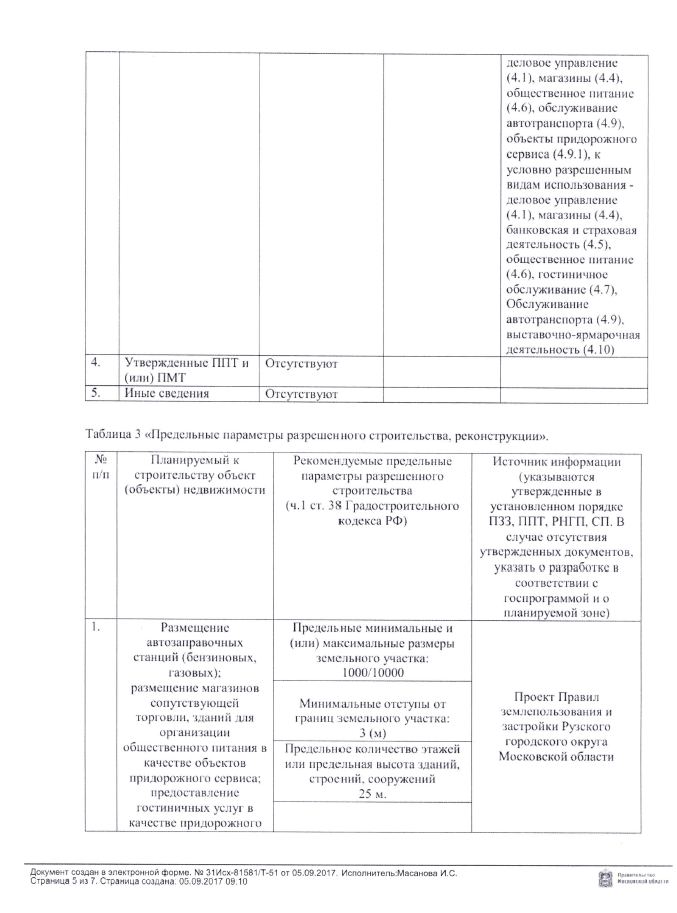 деловое управление
(4.1), магазины (4.4),
общественное питание
(4.6), обслуживание
автотранспорта (4.9),
объекты придорожного
сервиса (4.9.1), к
условно разрешенным
видам использования -
деловое управление
(4.1), магазины (4.4),
банковская и страховая
деятельность (4.5),
общественное питание
(4.6), гостиничное
обслуживание (4.7),
Обслуживание
автотранспорта (4.9),
выставочно-ярмарочная
деятельность (4.10)
4. Утвержденные ППТ и Отсутствуют
(или) ПМТ
5. Иные сведения Отсутствуют
Таблица 3 «Предельные параметры разрешенного строительства, реконструкции».
№
п/п
Планируемый к
строительству объект
(объекты) недвижимости
Рекомендуемые предельные
параметры разрешенного
строительства
(ч.1 ст. 38 Градостроительного
кодекса РФ)
Источник информации
(указываются
утвержденные в
установленном порядке
ПЗЗ, ППТ, РНГП, СП. В
случае отсутствия
утвержденных документов,
указать о разработке в
соответствии с
госпрограммой и о
планируемой зоне)
1.
Размещение
автозаправочных
станций (бензиновых,
газовых);
размещение магазинов
сопутствующей
торговли, зданий для
организации
общественного питания в
качестве объектов
придорожного сервиса;
предоставление
гостиничных услуг в
качестве придорожного
Предельные минимальные и
(или) максимальные размеры
земельного участка:
1000/10000
Минимальные отступы от
границ земельного участка:
3 (м)
Предельное количество этажей
или предельная высота зданий,
строений, сооружений
25 м.
Проект Правил
землепользования и
застройки Рузского
городского округа
Московской области
Документ создан в электронной форме. № 31Исх-81581/Т-51 от 05.09.2017. Исполнитель:Масанова И.С.
Страница 5 из 7. Страница создана: 05.09.2017 09:10
Правительство
Московской области